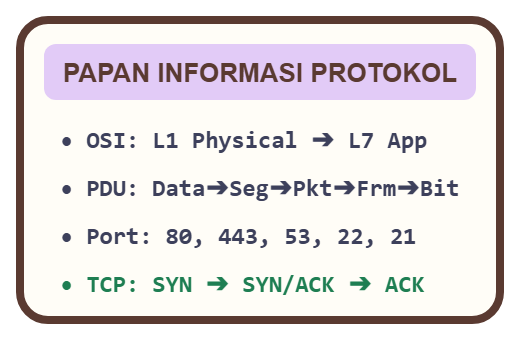 PAPAN INFORMASI PROTOKOL
• OSI: L1 Physical ➔ L7 App
• PDU: Data➔Seg➔Pkt➔Frm➔Bit
• Port: 80, 443, 53, 22, 21
• TCP: SYN ➔ SYN/ACK ➔ ACK